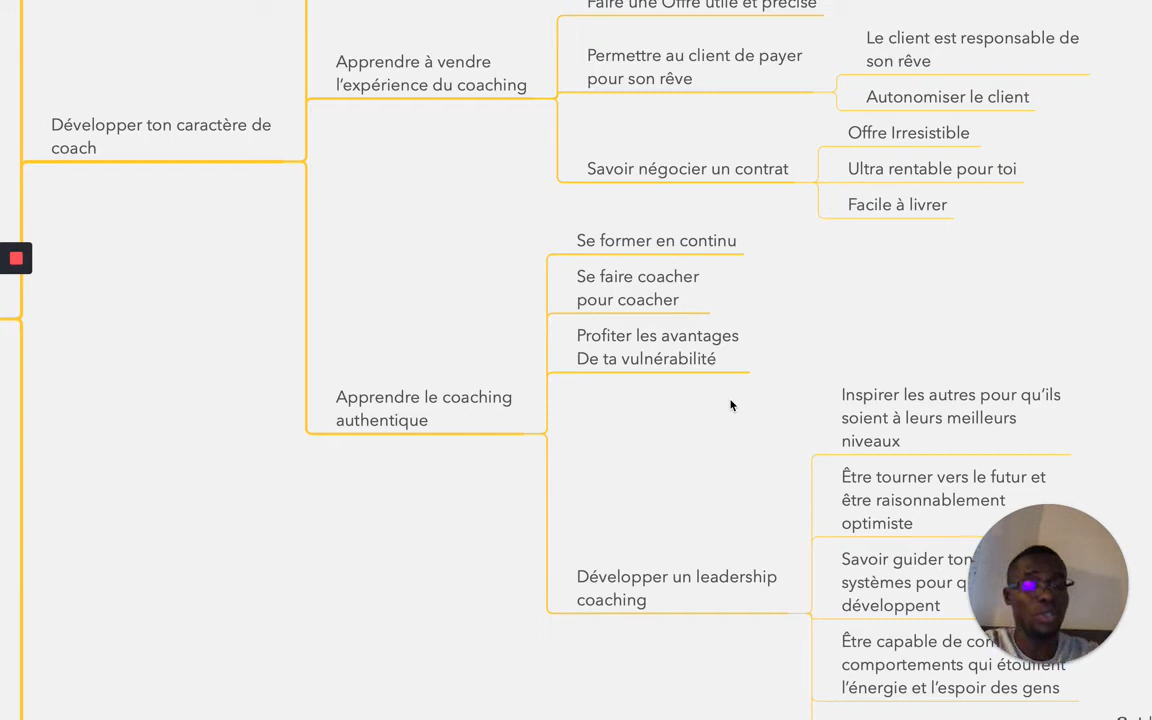 Faire une Offre utile et précise
Apprendre à vendre
l’expérience du coaching
Permettre au client de payer
pour son rêve
Le client est responsable de
son rêve
Autonomiser le client
Développer ton caractère de
coach
Savoir négocier un contrat
Offre Irresistible
Ultra rentable pour toi
Facile à livrer
Se former en continu
Se faire coacher
pour coacher
Profiter les avantages
De ta vulnérabilité
Apprendre le coaching
authentique
Développer un leadership
coaching
Inspirer les autres pour qu’ils
soient à leurs meilleurs
niveaux
Être tourner vers le futur et
être raisonnablement
optimiste
Savoir guider ton
systèmes pour
développent
Être capable de
comportements qui étouffent
l’énergie et l’espoir des gens